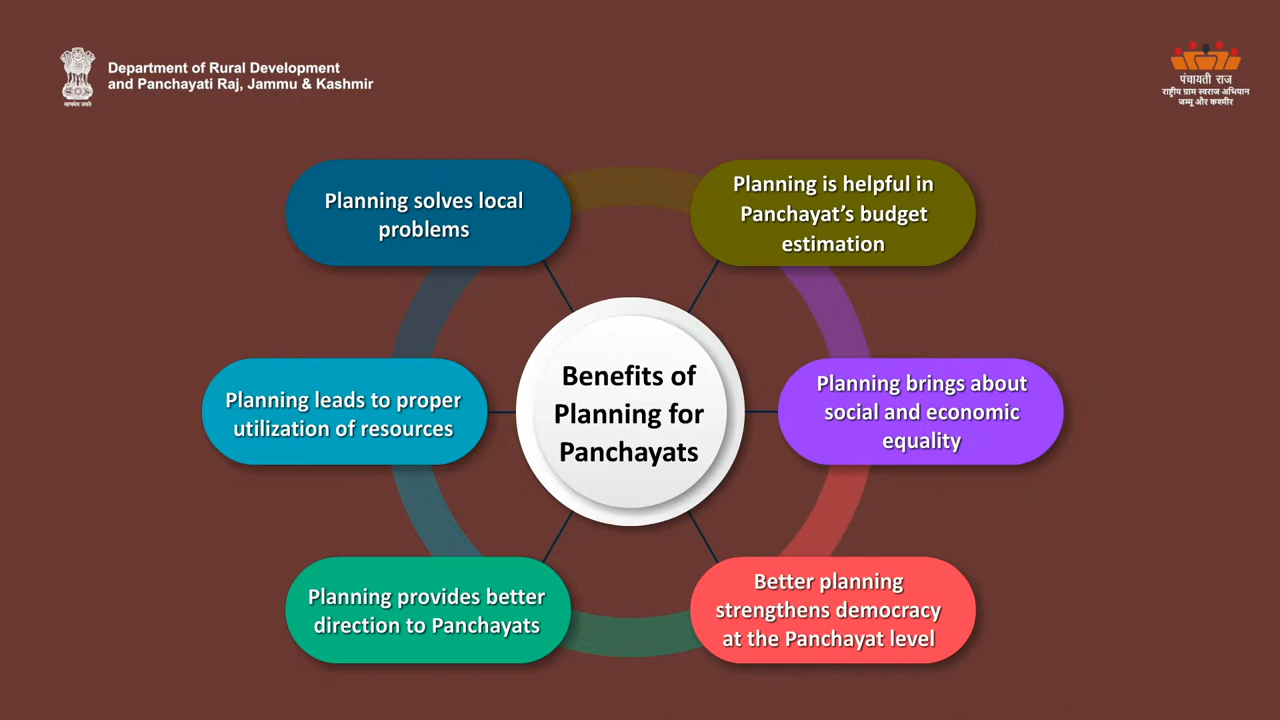 Department of Rural Development
and Panchayati Raj, Jammu & Kashmir
सत्यमेव जयते
पंचायती राज
राष्ट्रीय ग्राम स्वराज अभियान
जम्मू और कश्मीर
Planning solves local
problems
Planning is helpful in
Panchayat’s budget
estimation
Planning leads to proper
utilization of resources
Benefits of
Planning for
Panchayats
Planning brings about
social and economic
equality
Planning provides better
direction to Panchayats
Better planning
strengthens democracy
at the Panchayat level